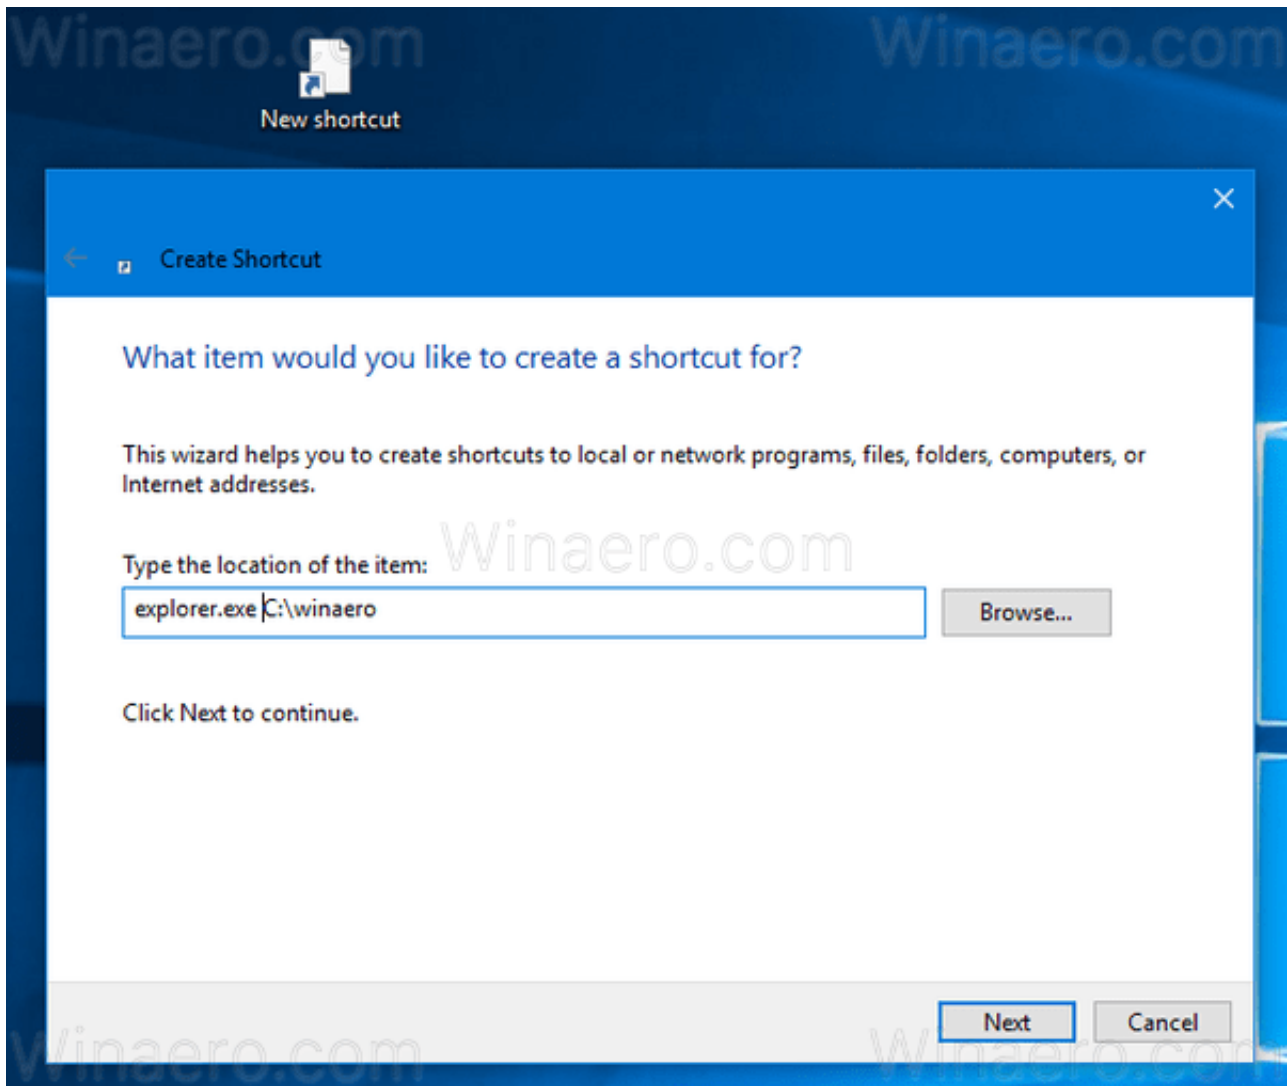 Winaero.com
Winaero.com
New shortcut
Create Shortcut
What item would you like to create a shortcut for?
This wizard helps you to create shortcuts to local or network programs, files, folders, computers, or
Internet addresses.
Winaero.com
Type the location of the item:
explorer.exe C:\winaero
Browse...
Click Next to continue.
Next
Cancel
Winaero.com
Winaero.com